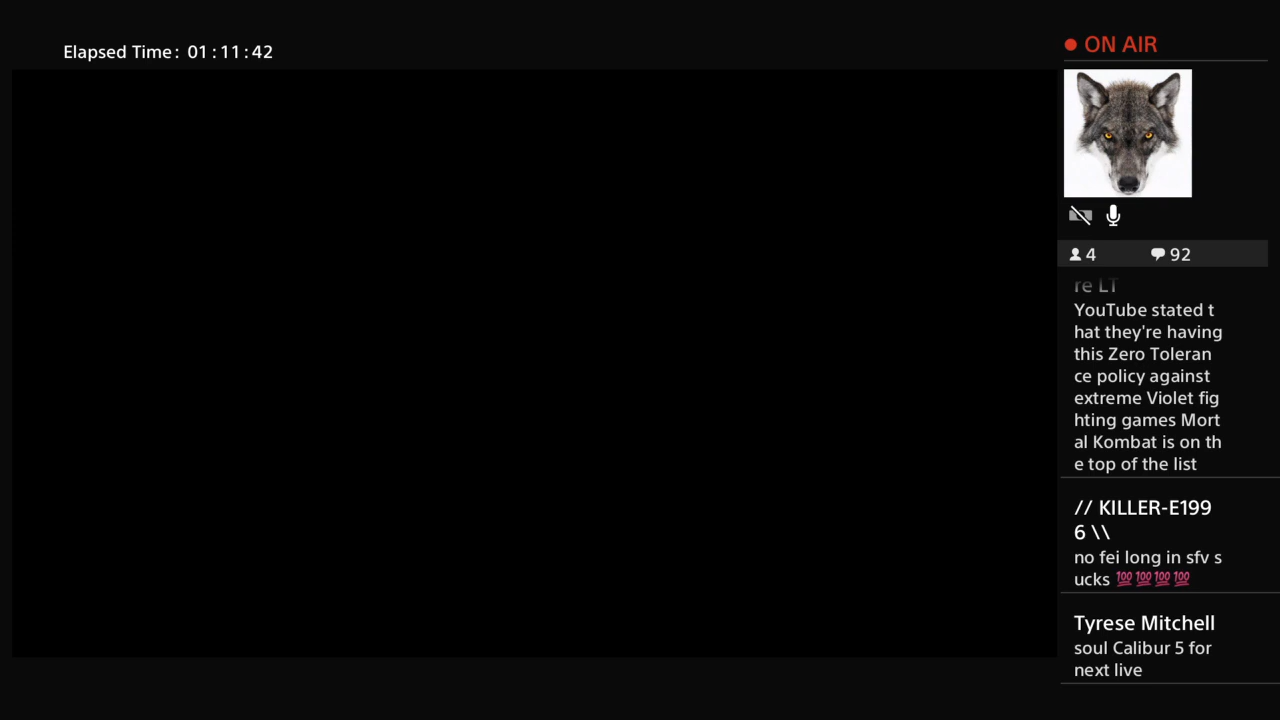 Elapsed Time: 01:11:42
ON AIR
4 92
re LT
YouTube stated t
hat they're having
this Zero Toleran
ce policy against
extreme Violet fig
hting games Mort
al Kombat is on th
e top of the list
// KILLER-E199
6 \\
no fei long in sfv s
ucks 💯💯💯💯
Tyrese Mitchell
soul Calibur 5 for
next live